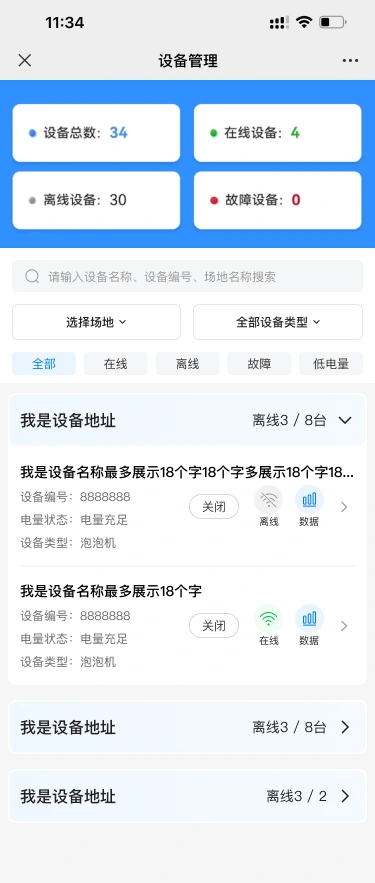 11:34
设备管理
设备总数：34
在线设备：4
离线设备：30
故障设备：0
请输入设备名称、设备编号、场地名称搜索
选择场地
全部设备类型
全部
在线
离线
故障
低电量
我是设备地址
离线3 / 8台
我是设备名称最多展示18个字18个字多展示18个字18...
设备编号：8888888
电量状态：电量充足
设备类型：泡泡机
关闭
离线
数据
我是设备名称最多展示18个字
设备编号：8888888
电量状态：电量充足
设备类型：泡泡机
关闭
在线
数据
我是设备地址
离线3 / 8台
我是设备地址
离线3 / 2